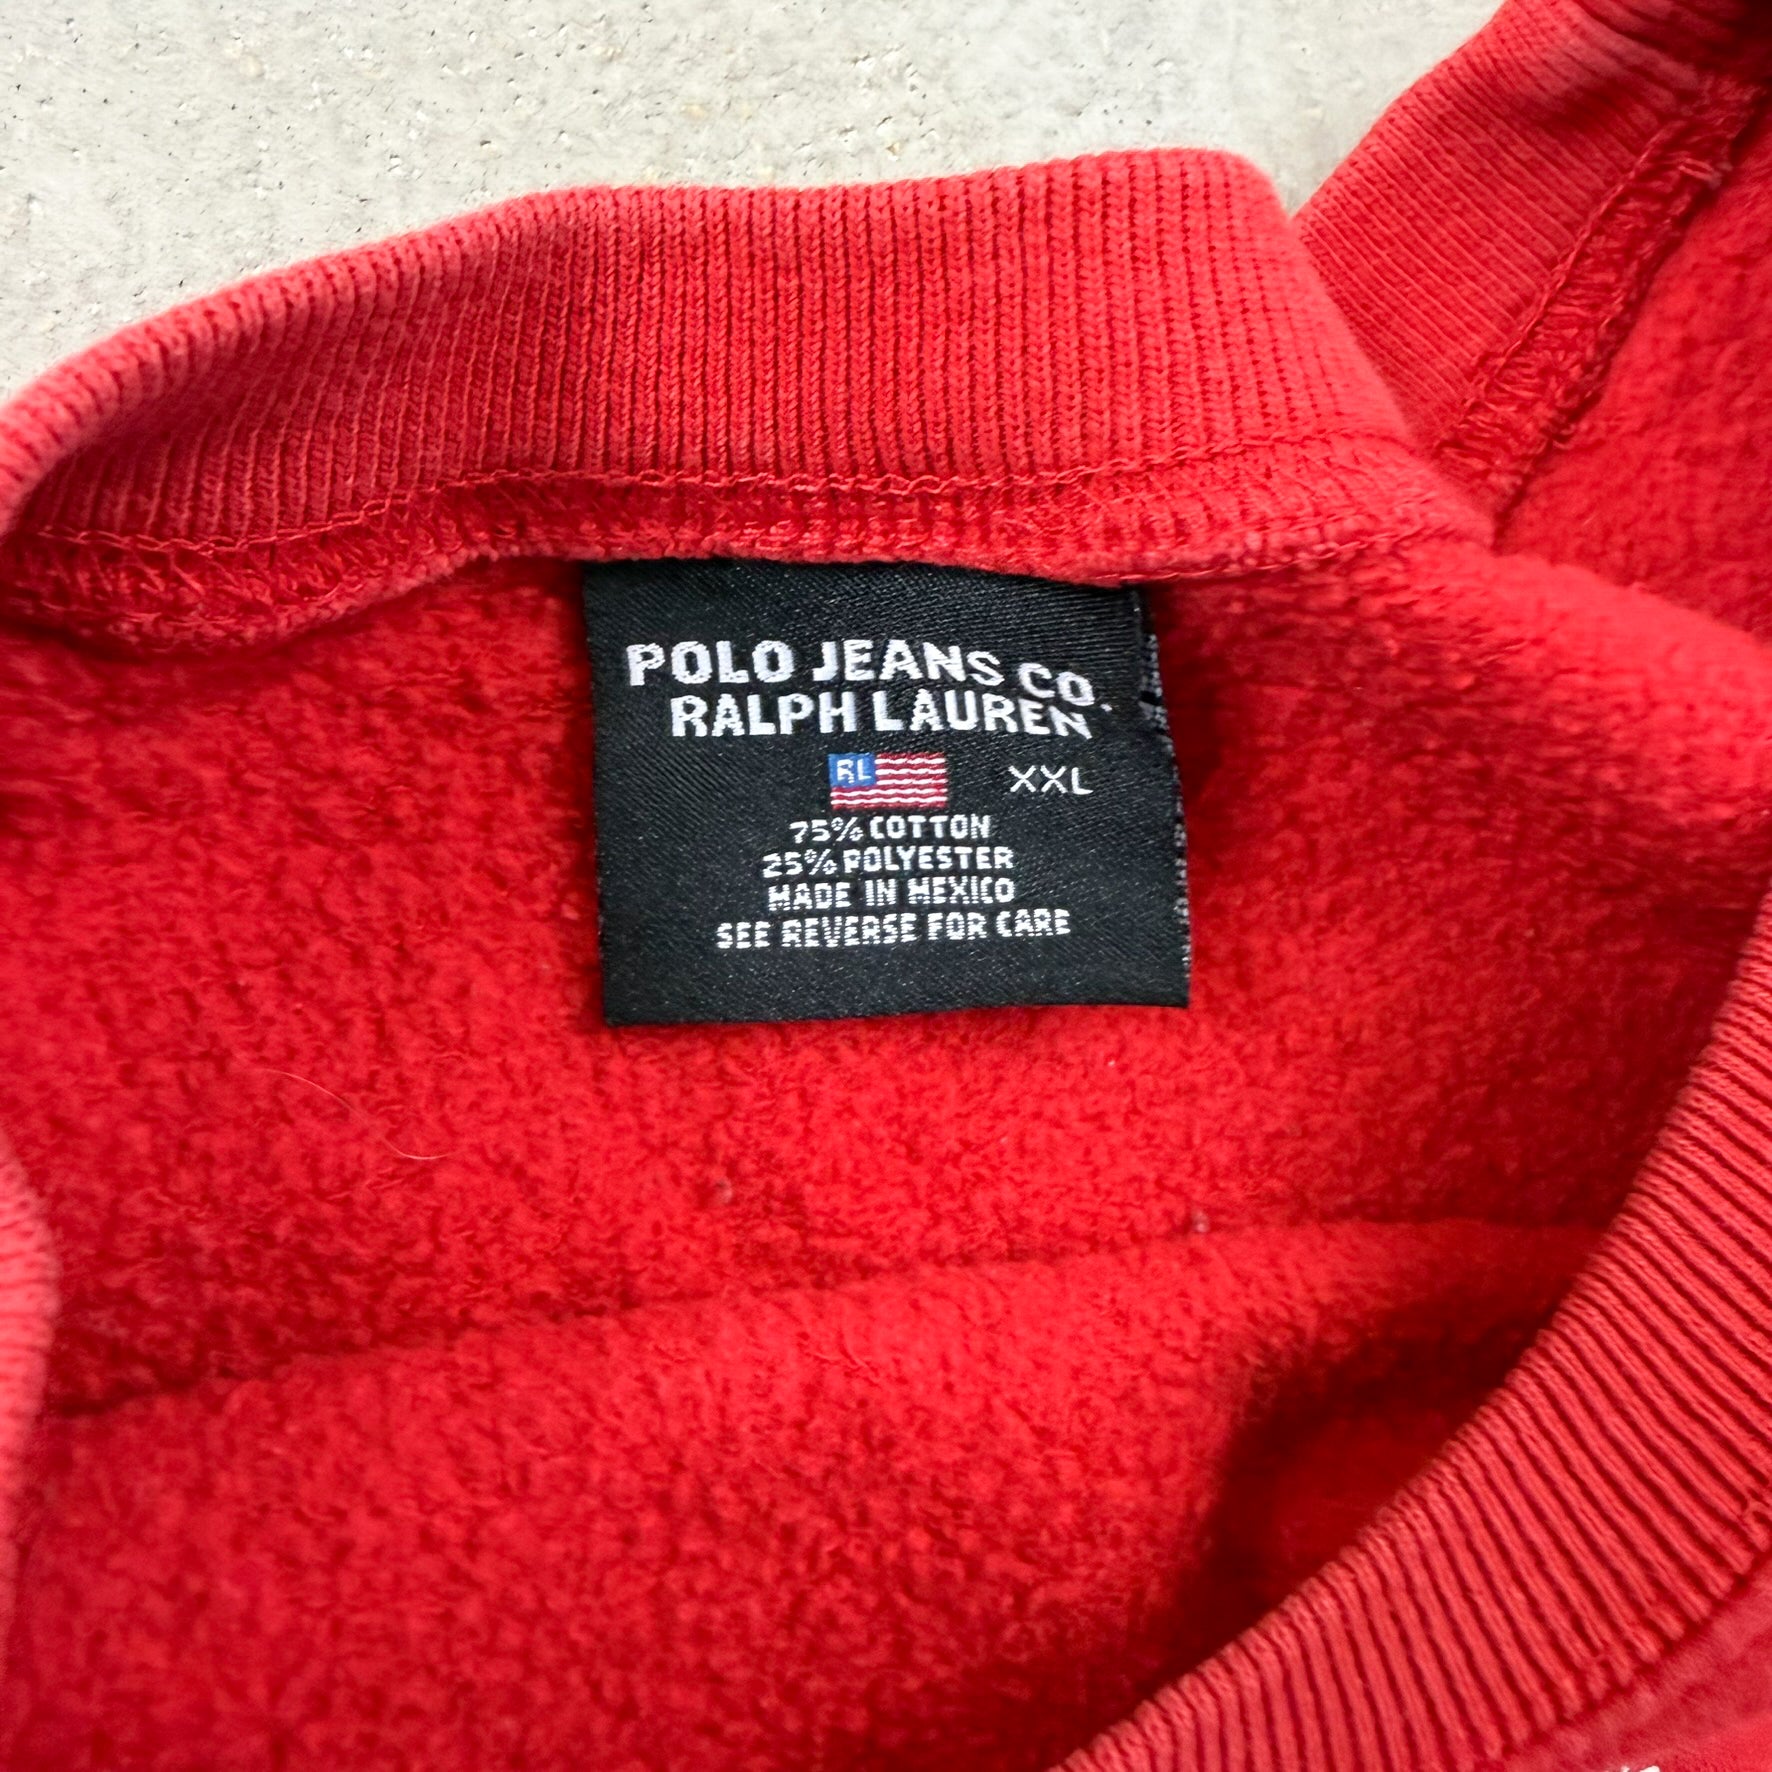 POLO JEANS CO.
RALPH LAUREN
RL XXL
75% COTTON
25% POLYESTER
MADE IN MEXICO
SEE REVERSE FOR CARE